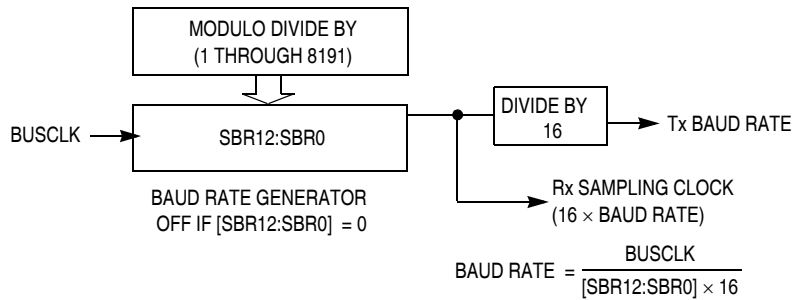 MODULO DIVIDE BY
(1 THROUGH 8191)
BUSCLK
SBR12:SBR0
DIVIDE BY
16
Tx BAUD RATE
BAUD RATE GENERATOR
OFF IF [SBR12:SBR0] = 0
Rx SAMPLING CLOCK
(16 × BAUD RATE)
BAUD RATE =
BUSCLK
[SBR12:SBR0] × 16